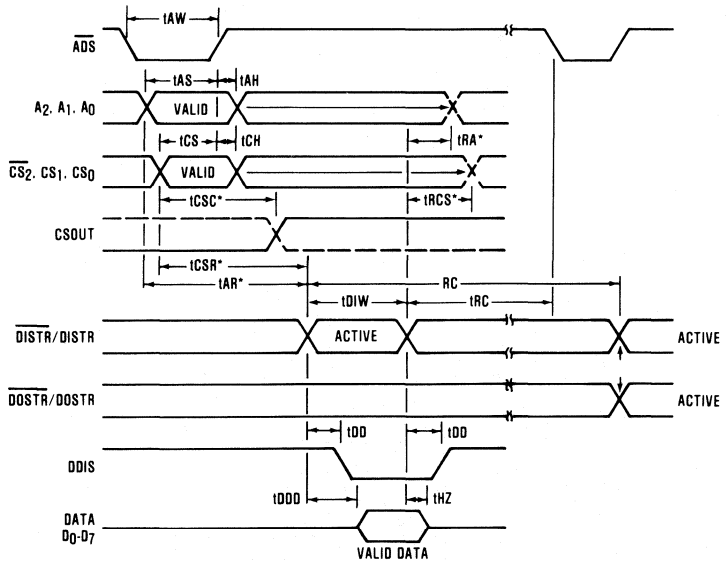 tAW
ADS
tAS
tAH
A2, A1, A0
VALID
tCS
tCH
tRA*
CS2, CS1, CS0
VALID
tCSC*
tRCS*
CSOUT
tCSR*
tAR*
RC
tDIW
tRC
DISTR/DISTR
ACTIVE
ACTIVE
DOSTR/DOSTR
ACTIVE
tDD
tDD
DDIS
tDDD
tHZ
DATA
D0-D7
VALID DATA